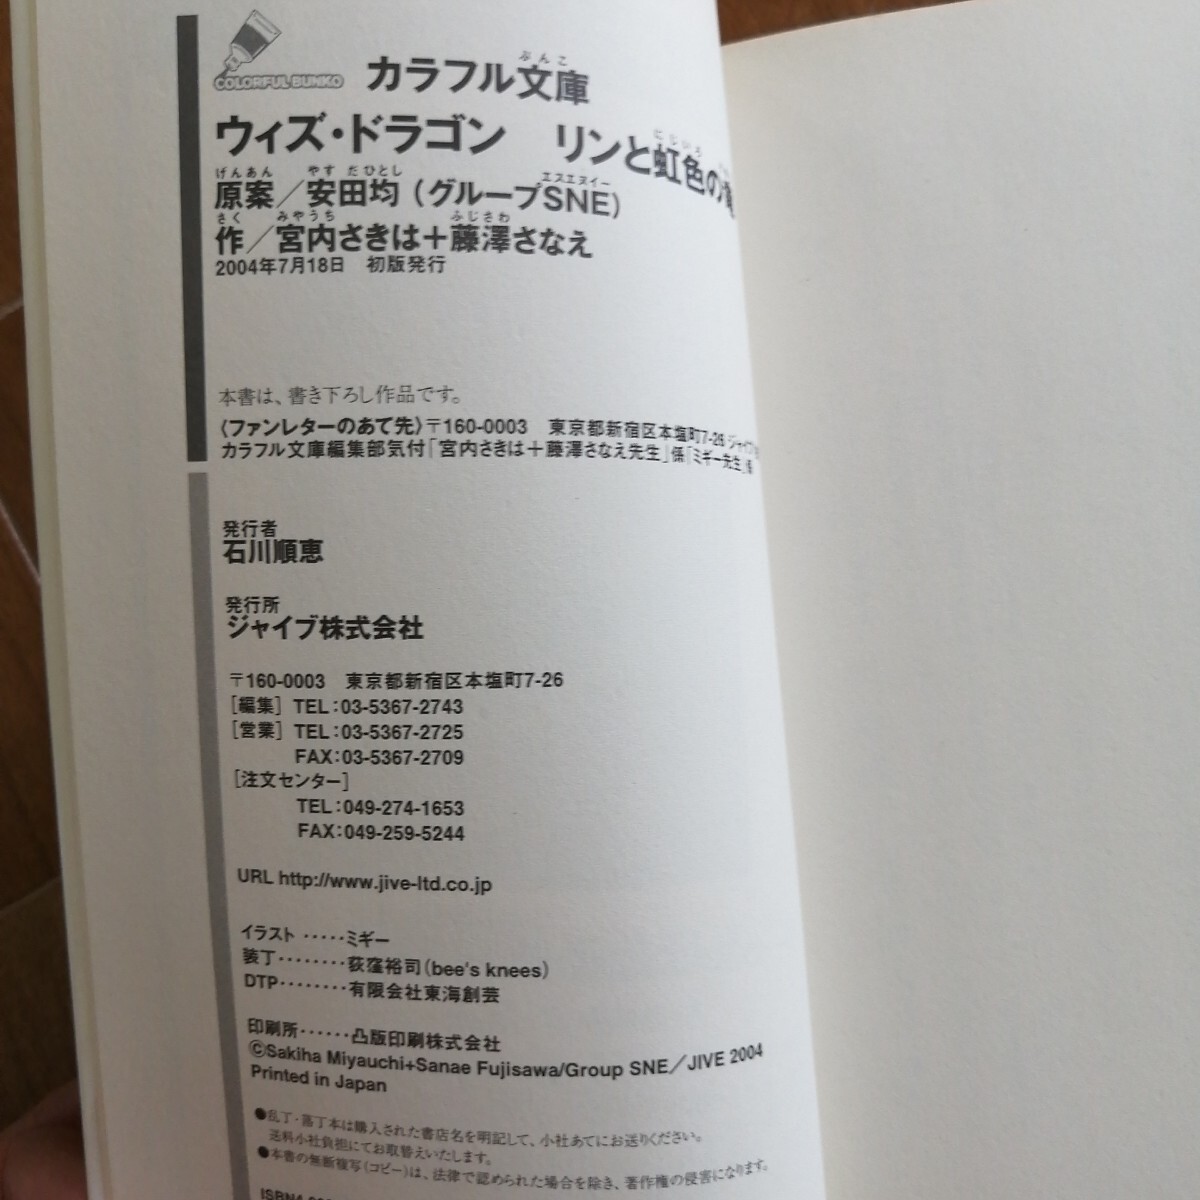 COLORFUL BUNKO
カラフル文庫
ぶんこ
ウィズ・ドラゴン　リンと虹色の
にじいろ
原案／安田均（グループSNE）
げんあん　やすだひとし　エスエヌイー
作／宮内さきは＋藤澤さなえ
さく　みやうち　ふじさわ
2004年7月18日　初版発行
本書は、書き下ろし作品です。
〈ファンレターのあて先〉〒160-0003　東京都新宿区本塩町7-26 ジャイブ
カラフル文庫編集部気付「宮内さきは＋藤澤さなえ先生」係「ミギー先生」係
発行者
石川順恵
発行所
ジャイブ株式会社
〒160-0003　東京都新宿区本塩町7-26
［編集］TEL：03-5367-2743
［営業］TEL：03-5367-2725
FAX：03-5367-2709
［注文センター］
TEL：049-274-1653
FAX：049-259-5244
URL http://www.jive-ltd.co.jp
イラスト‥‥‥ミギー
装丁‥‥‥‥荻窪裕司（bee's knees）
DTP‥‥‥‥有限会社東海創芸
印刷所‥‥‥凸版印刷株式会社
©Sakiha Miyauchi+Sanae Fujisawa/Group SNE／JIVE 2004
Printed in Japan
●乱丁・落丁本は購入された書店名を明記して、小社あてにお送りください。
送料小社負担にてお取替えいたします。
●本書の無断複写（コピー）は、法律で認められた場合を除き、著作権の侵害になります。